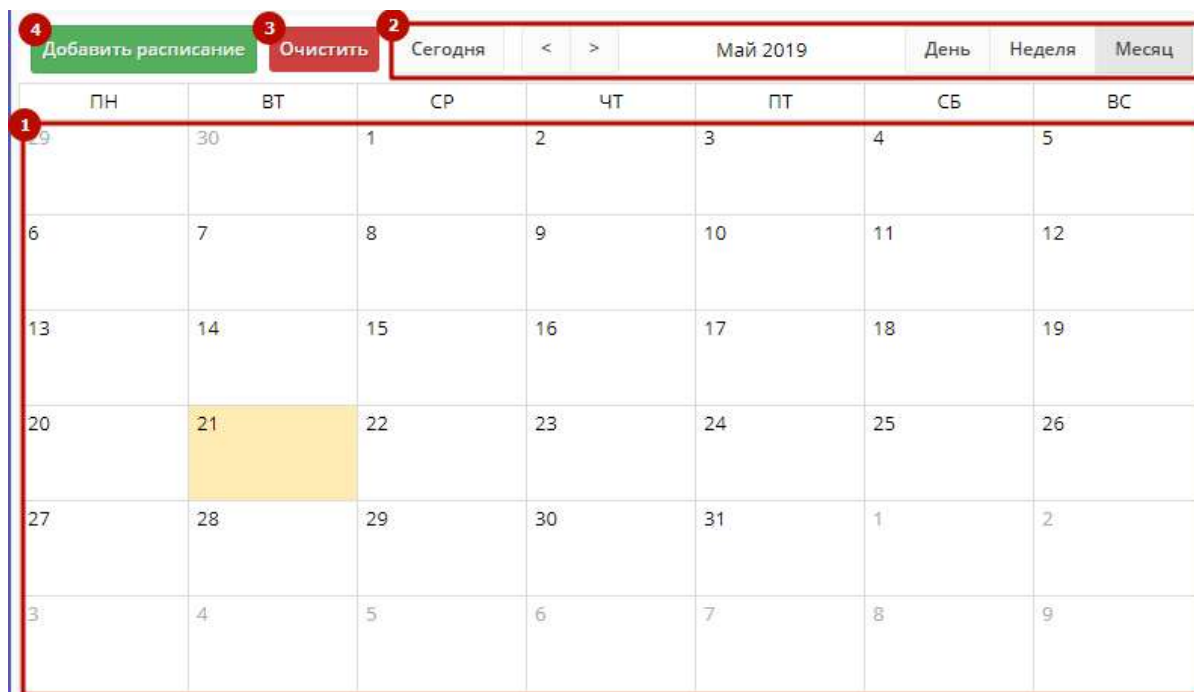 4 3 2
Добавить расписание Очистить Сегодня < > Май 2019 День Неделя Месяц
ПН ВТ СР ЧТ ПТ СБ ВС
1
29 30 1 2 3 4 5
6 7 8 9 10 11 12
13 14 15 16 17 18 19
20 21 22 23 24 25 26
27 28 29 30 31 1 2
3 4 5 6 7 8 9